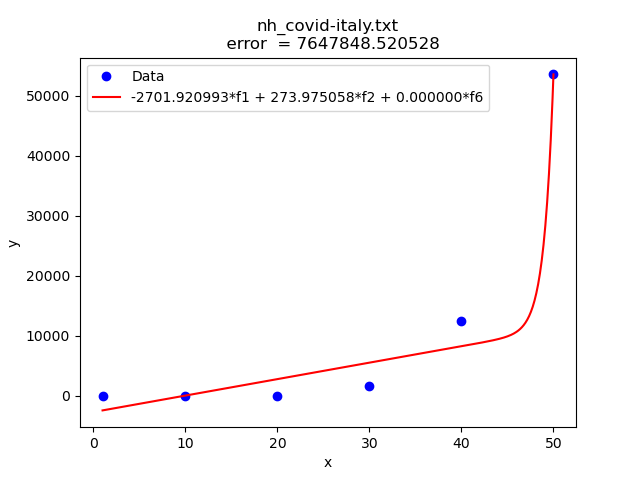 nh_covid-italy.txt
error = 7647848.520528
Data
-2701.920993*f1 + 273.975058*f2 + 0.000000*f6
50000
40000
30000
20000
10000
0
y
0 10 20 30 40 50
x